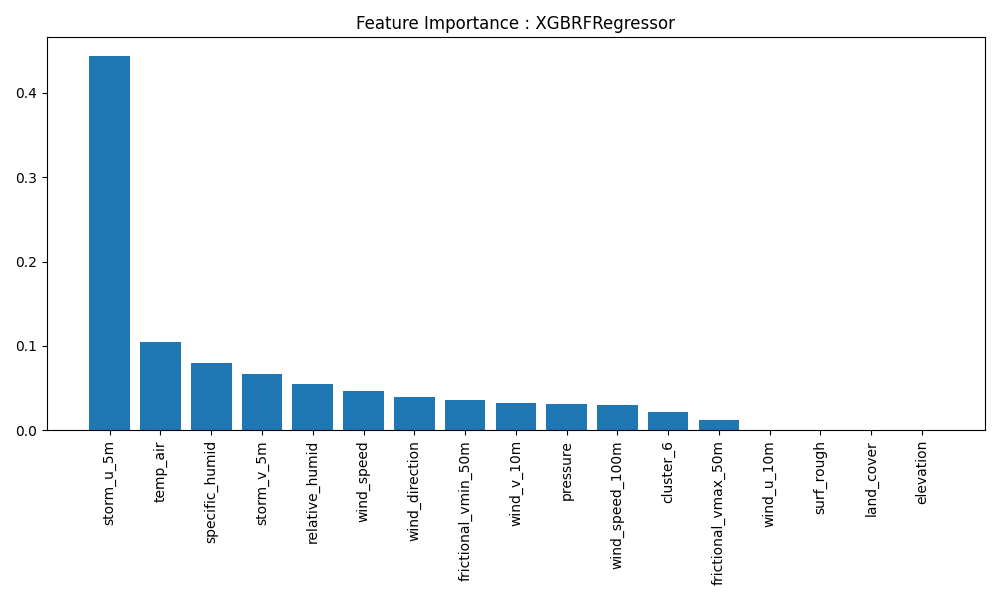 Feature Importance : XGBRFRegressor
0.4
0.3
0.2
0.1
0.0
storm_u_5m
temp_air
specific_humid
storm_v_5m
relative_humid
wind_speed
wind_direction
frictional_vmin_50m
wind_v_10m
pressure
wind_speed_100m
cluster_6
frictional_vmax_50m
wind_u_10m
surf_rough
land_cover
elevation